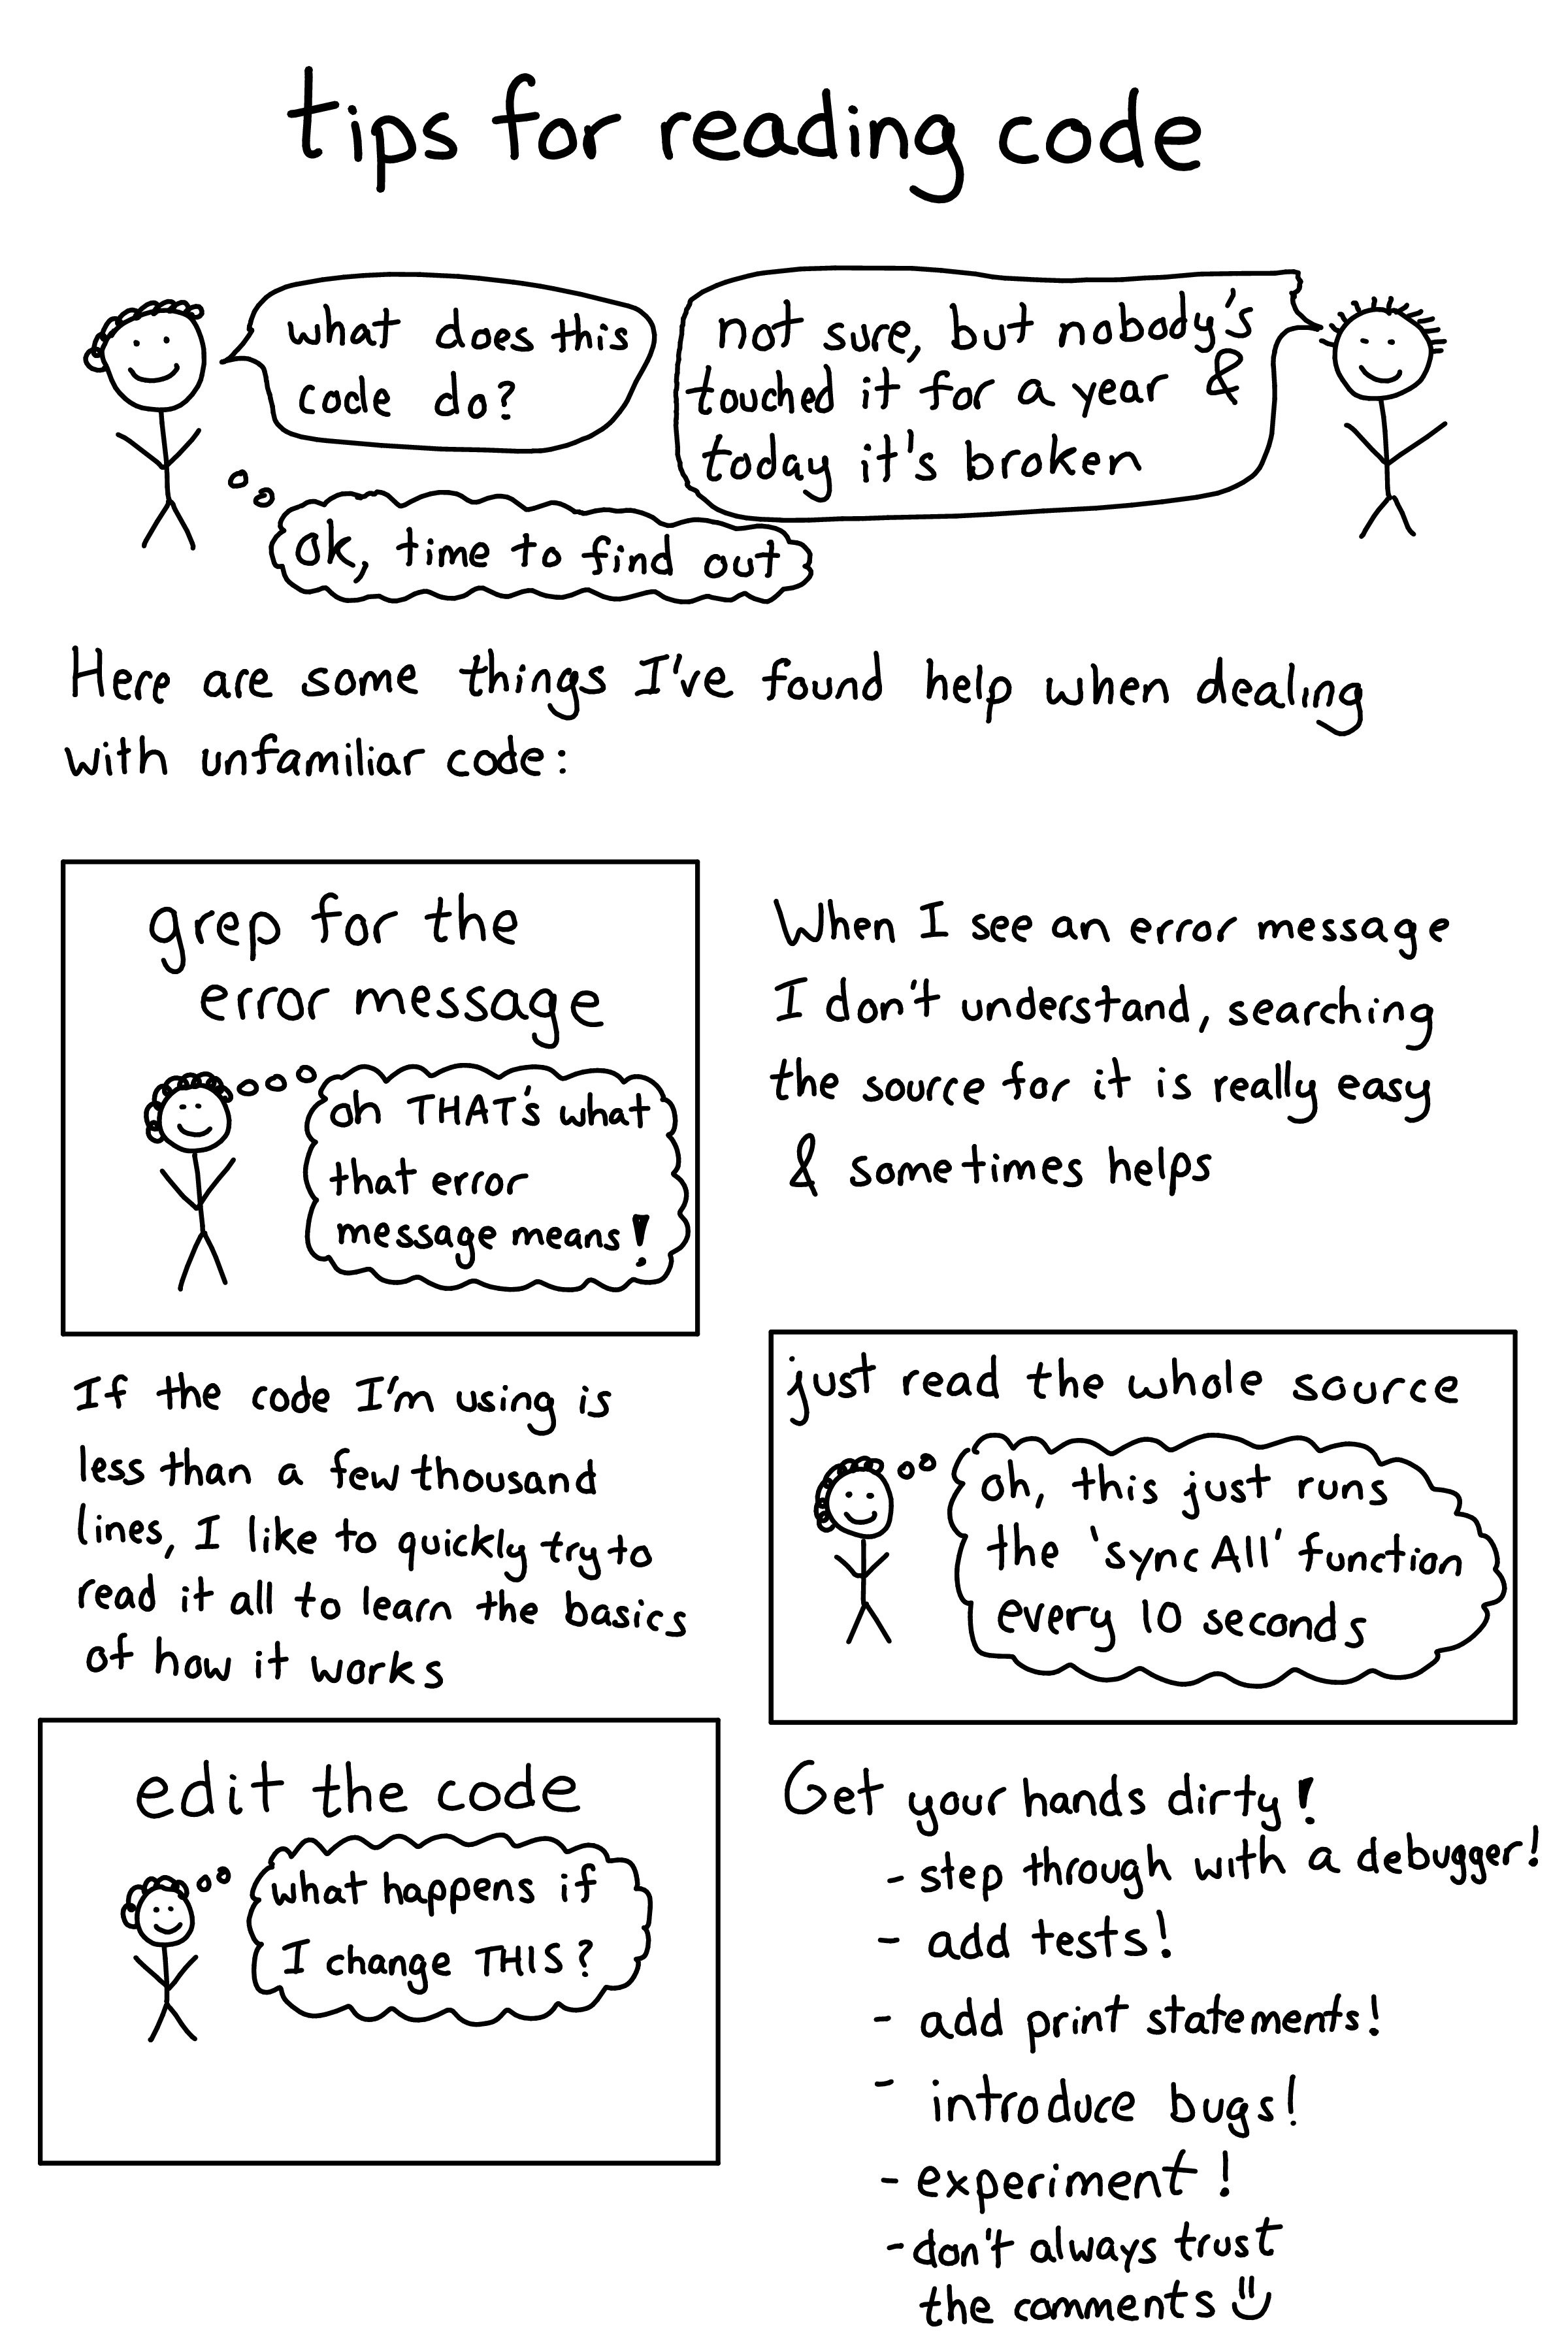 tips for reading code
what does this
code do?
not sure, but nobody's
touched it for a year &
today it's broken
ok, time to find out
Here are some things I've found help when dealing
with unfamiliar code:
grep for the
error message
oh THAT's what
that error
message means!
When I see an error message
I don't understand, searching
the source for it is really easy
& sometimes helps
If the code I'm using is
less than a few thousand
lines, I like to quickly try to
read it all to learn the basics
of how it works
just read the whole source
oh, this just runs
the 'sync All' function
every 10 seconds
edit the code
what happens if
I change THIS?
Get your hands dirty!
- step through with a debugger!
- add tests!
- add print statements!
- introduce bugs!
- experiment!
- don't always trust
the comments